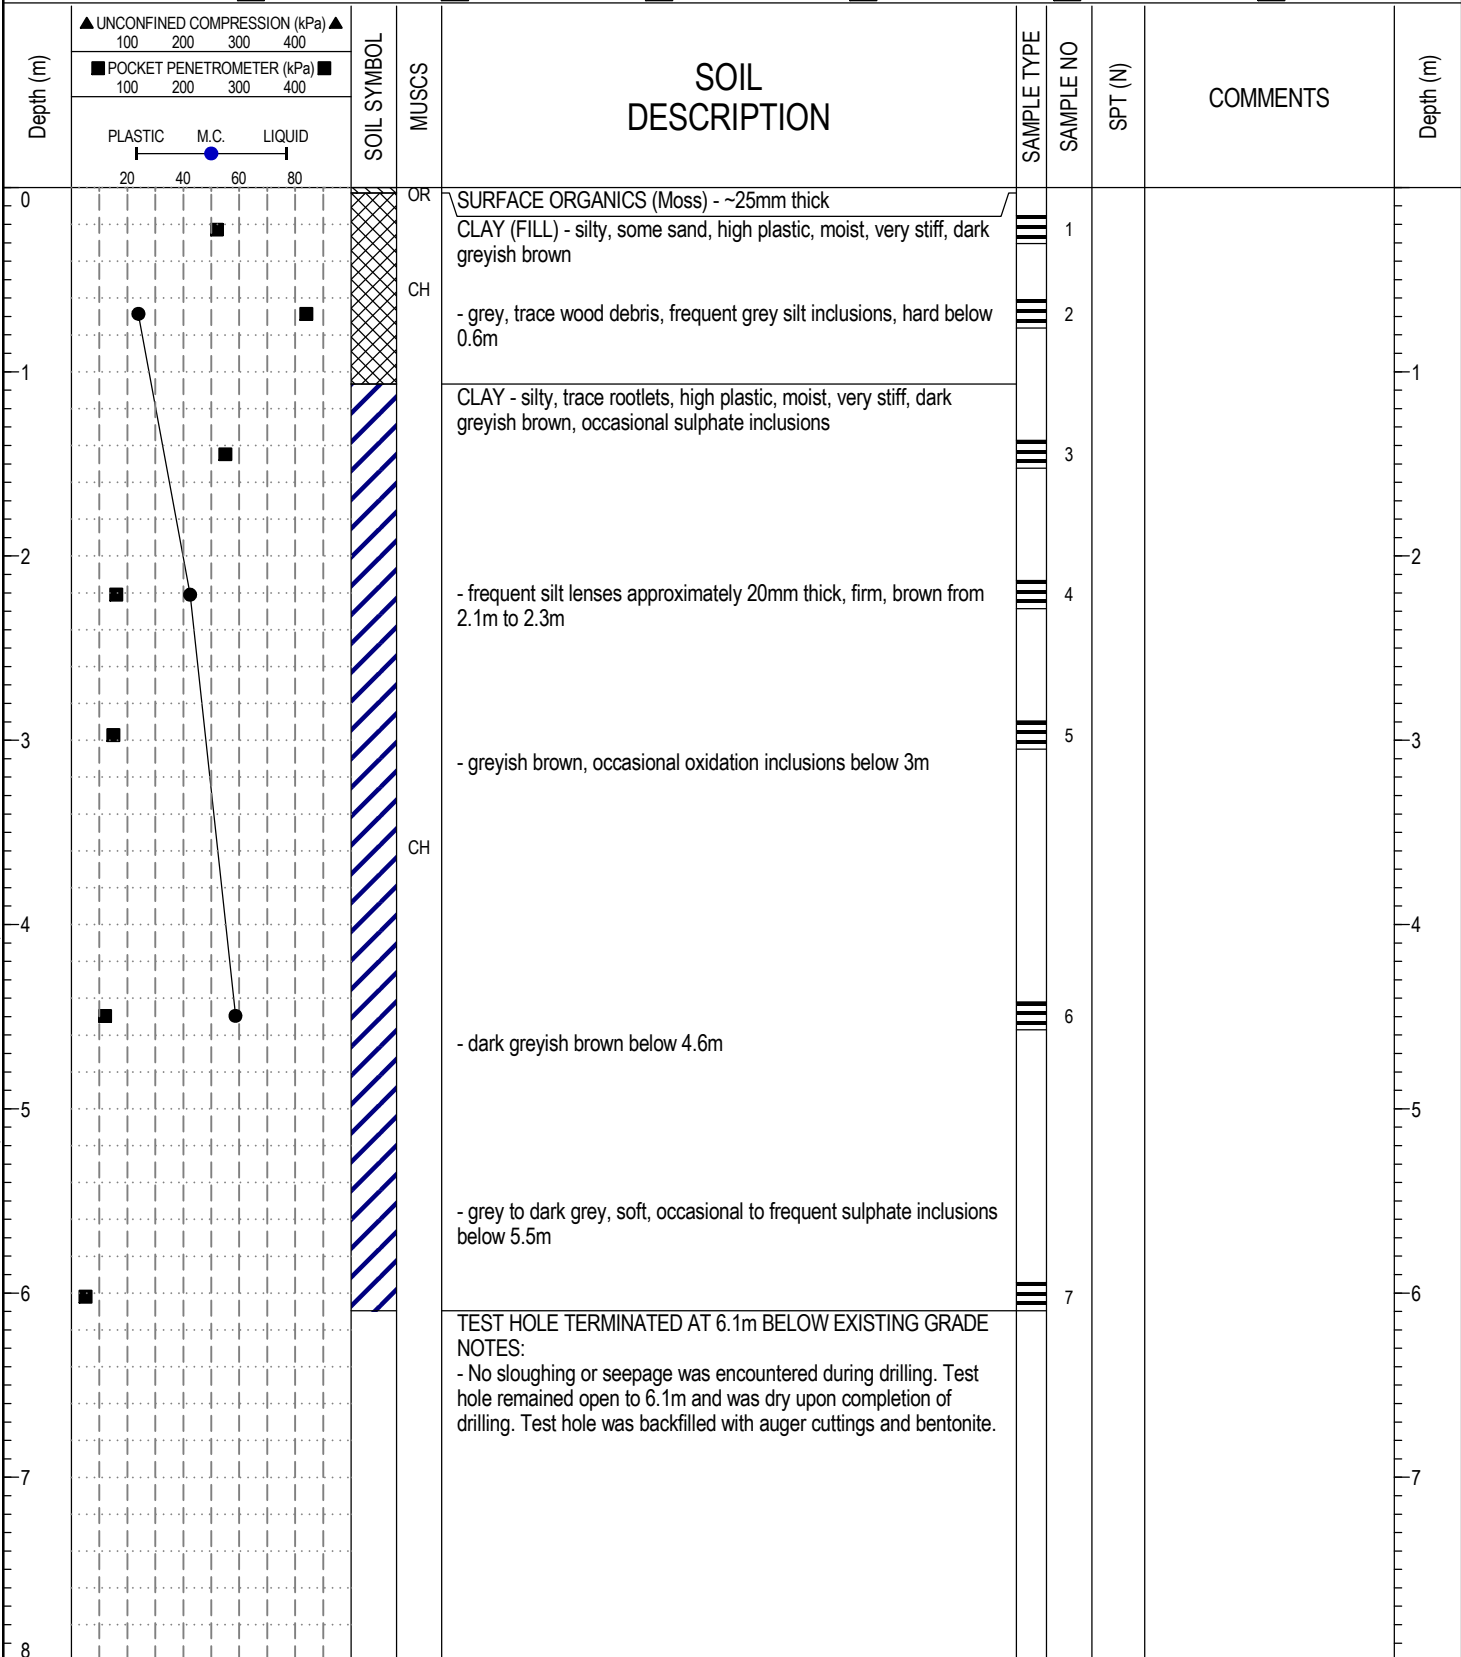 Depth (m)
▲ UNCONFINED COMPRESSION (kPa) ▲
100 200 300 400
■ POCKET PENETROMETER (kPa) ■
100 200 300 400
PLASTIC M.C. LIQUID
20 40 60 80
SOIL SYMBOL
MUSCS
SOIL
DESCRIPTION
SAMPLE TYPE
SAMPLE NO
SPT (N)
COMMENTS
Depth (m)
0
OR
SURFACE ORGANICS (Moss) - ~25mm thick
CLAY (FILL) - silty, some sand, high plastic, moist, very stiff, dark
greyish brown
1
CH
- grey, trace wood debris, frequent grey silt inclusions, hard below
0.6m
2
1
1
CLAY - silty, trace rootlets, high plastic, moist, very stiff, dark
greyish brown, occasional sulphate inclusions
3
2
2
- frequent silt lenses approximately 20mm thick, firm, brown from
2.1m to 2.3m
4
3
5
3
- greyish brown, occasional oxidation inclusions below 3m
CH
4
4
6
- dark greyish brown below 4.6m
5
5
- grey to dark grey, soft, occasional to frequent sulphate inclusions
below 5.5m
6
7
6
TEST HOLE TERMINATED AT 6.1m BELOW EXISTING GRADE
NOTES:
- No sloughing or seepage was encountered during drilling. Test
hole remained open to 6.1m and was dry upon completion of
drilling. Test hole was backfilled with auger cuttings and bentonite.
7
7
8